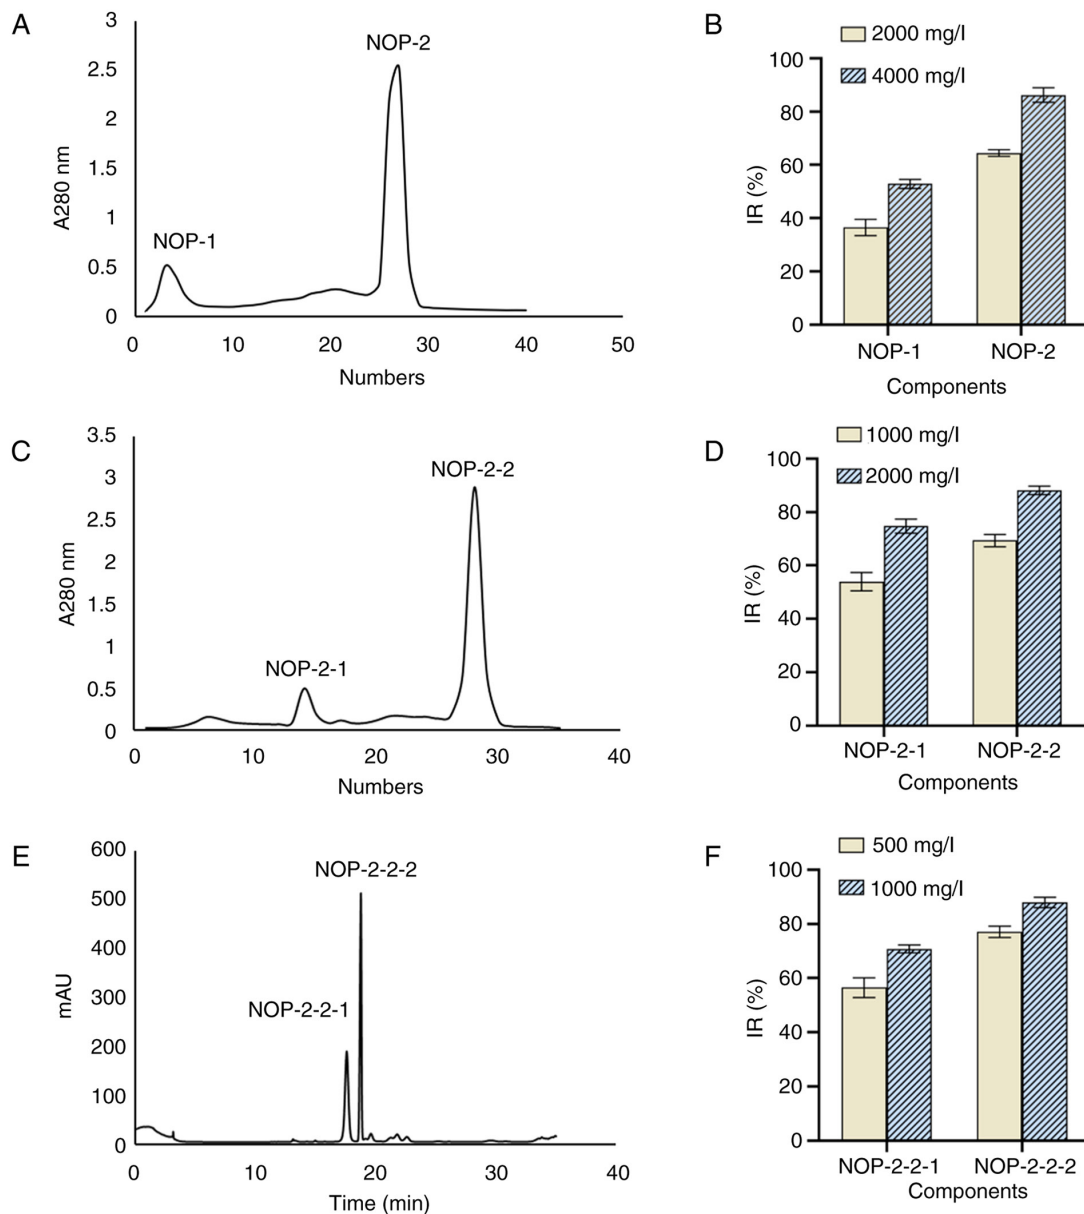 A
3
2.5
2
1.5
1
0.5
0
A280 nm
NOP-1
NOP-2
0 10 20 30 40 50
Numbers
B
2000 mg/l
4000 mg/l
100
80
60
40
20
0
IR (%)
NOP-1 NOP-2
Components
C
3.5
3
2.5
2
1.5
1
0.5
0
A280 nm
NOP-2-1
NOP-2-2
0 10 20 30 40
Numbers
D
1000 mg/l
2000 mg/l
100
80
60
40
20
0
IR (%)
NOP-2-1 NOP-2-2
Components
E
600
500
400
300
200
100
0
mAU
NOP-2-2-2
NOP-2-2-1
0 10 20 30 40
Time (min)
F
500 mg/l
1000 mg/l
100
80
60
40
20
0
IR (%)
NOP-2-2-1 NOP-2-2-2
Components